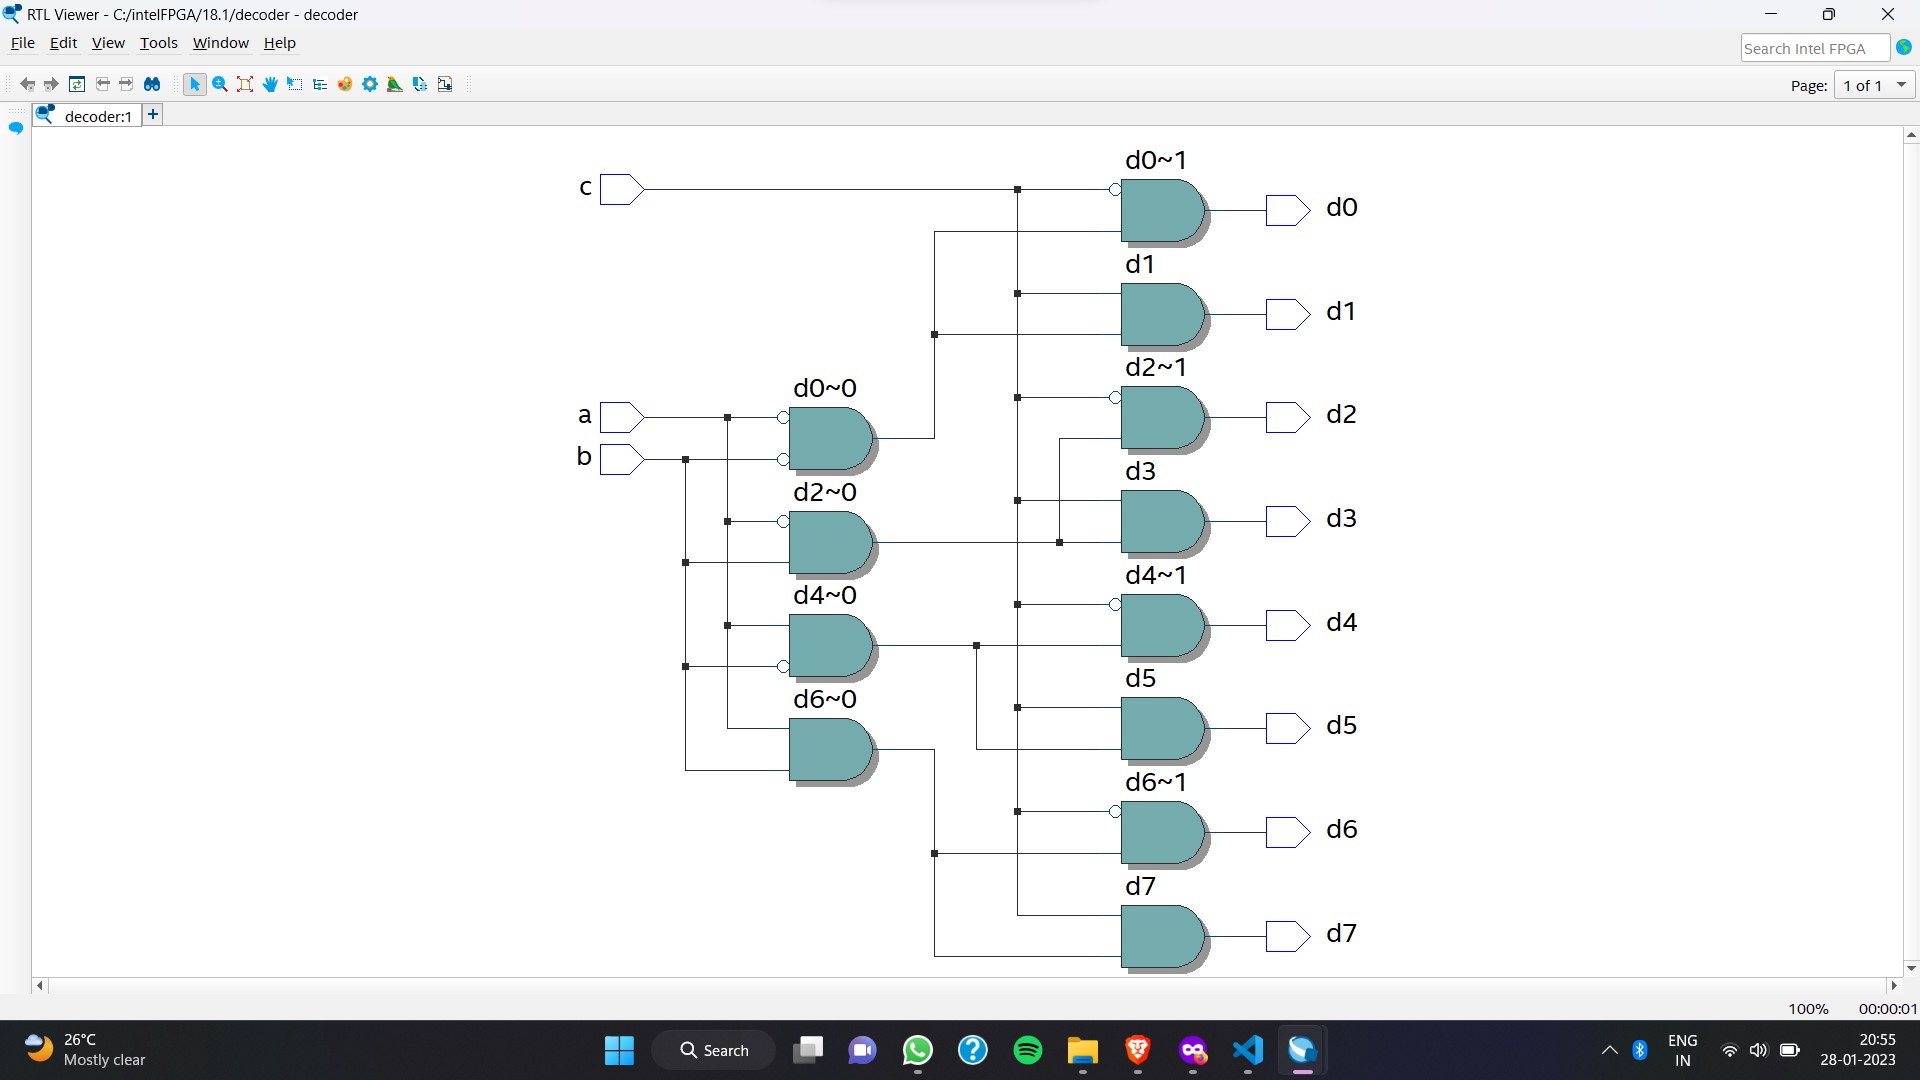 RTL Viewer - C:/intelFPGA/18.1/decoder - decoder
File Edit View Tools Window Help
Search Intel FPGA
Page: 1 of 1
decoder:1
+
d0~1
c
d0
d1
d1
d2~1
d0~0
a
d2
b
d3
d2~0
d3
d4~1
d4~0
d4
d5
d6~0
d5
d6~1
d6
d7
d7
100% 00:00:01
26°C
Mostly clear
Search
ENG
IN
20:55
28-01-2023